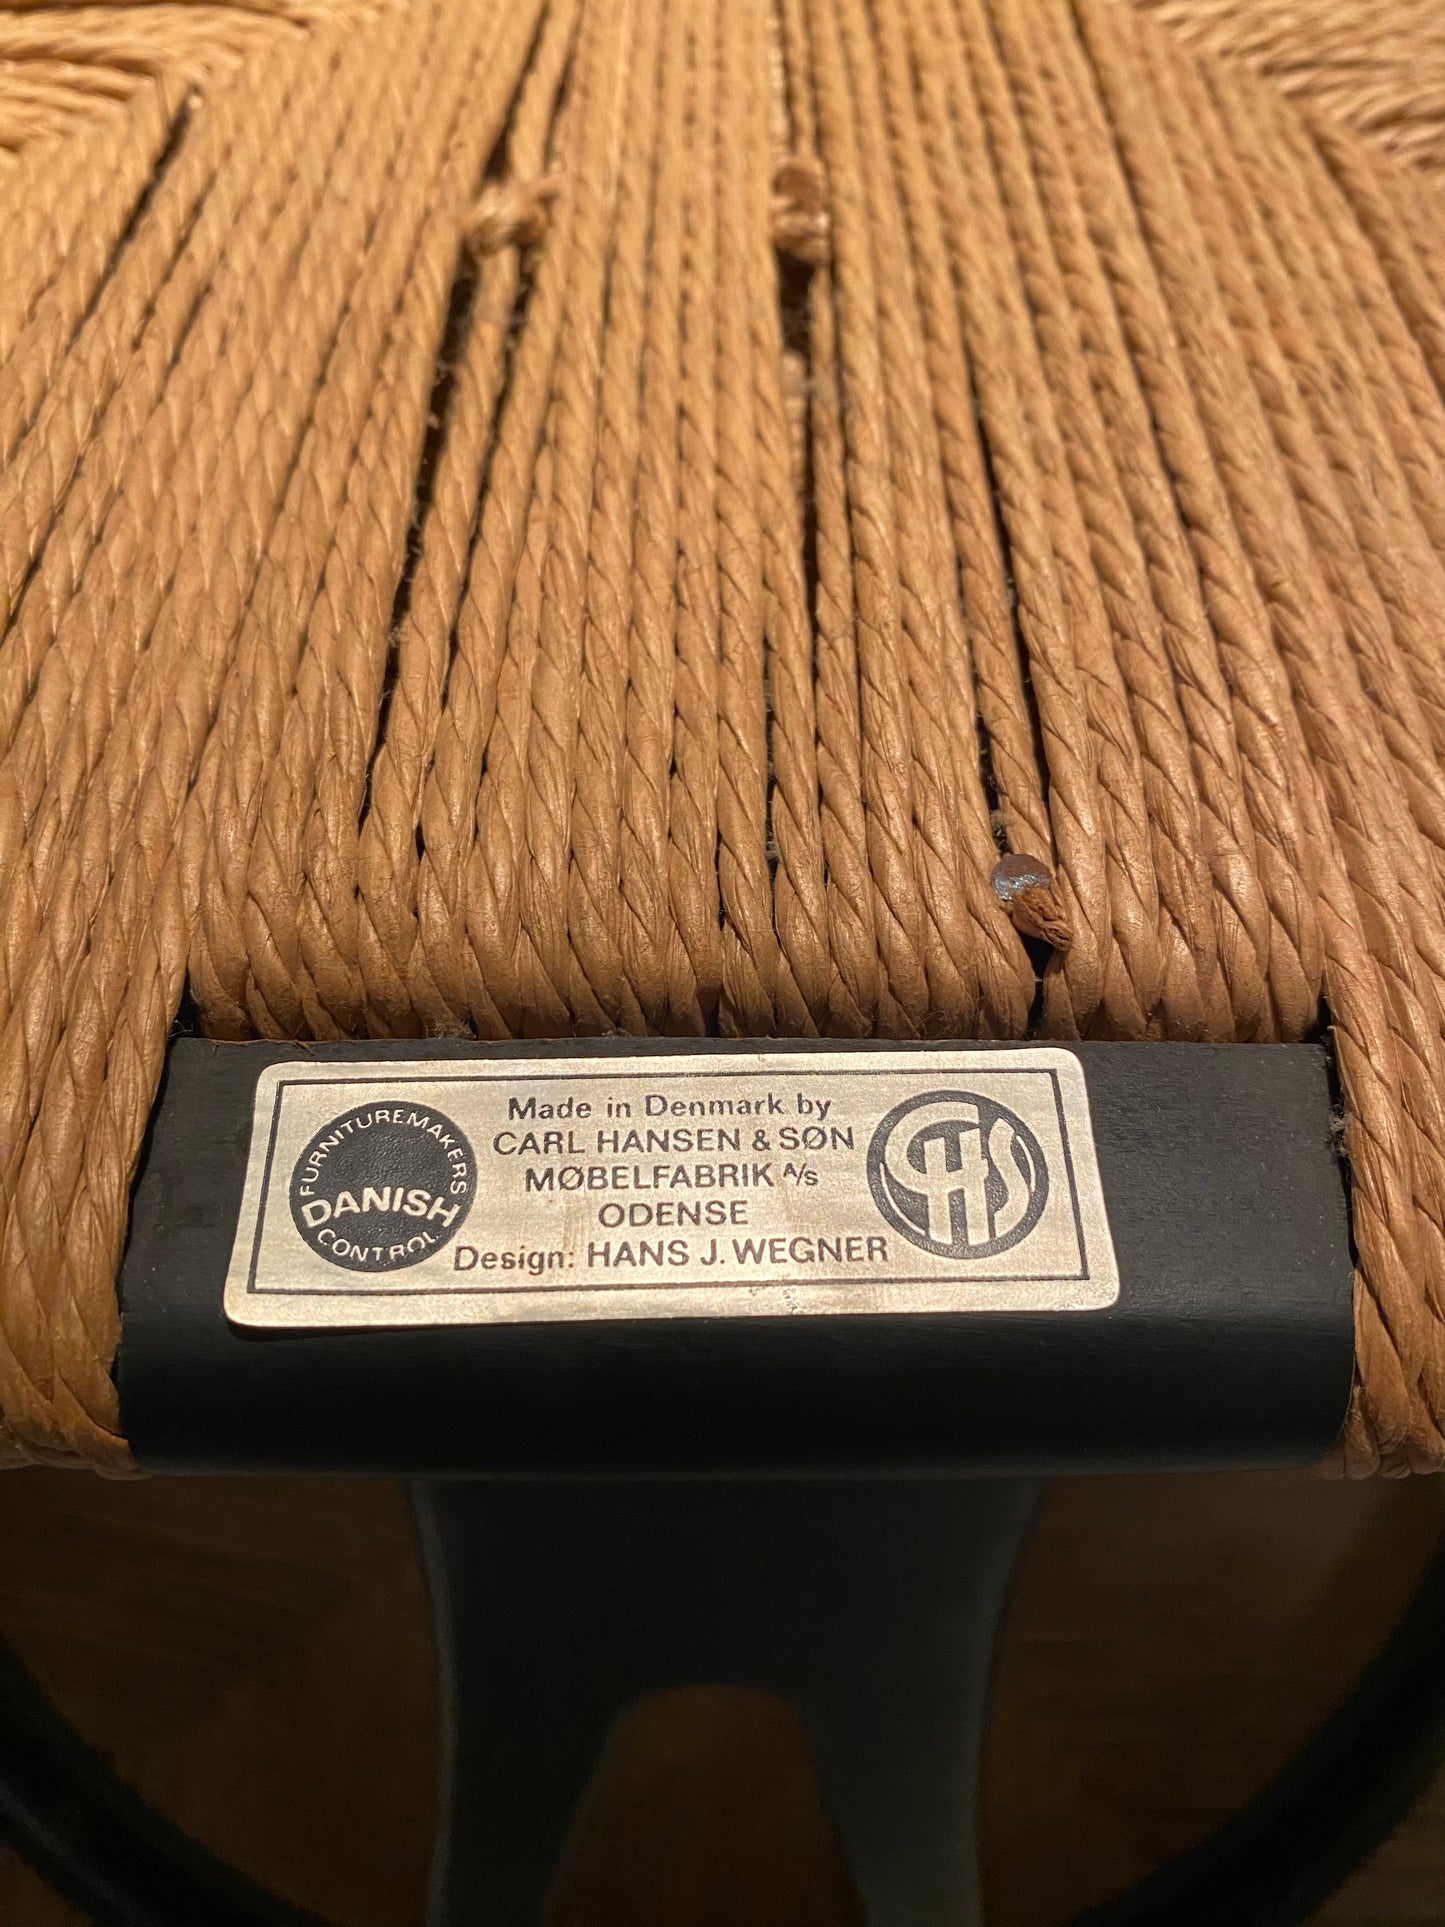 FURNITUREMAKERS
DANISH
CONTROL
Made in Denmark by
CARL HANSEN & SØN
MØBELFABRIK A/s
ODENSE
Design: HANS J. WEGNER
CHS